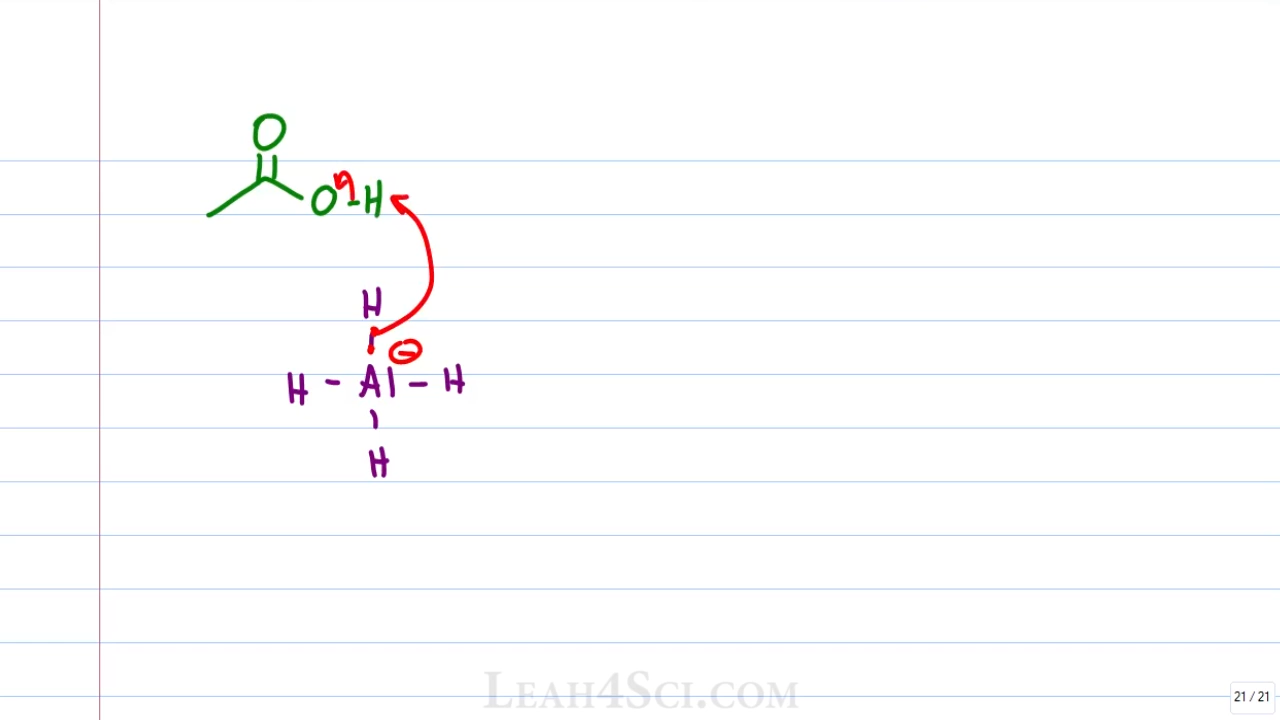 O
O-H
H
⊖
H - Al - H
H
LEAH4SCI.COM
21 / 21